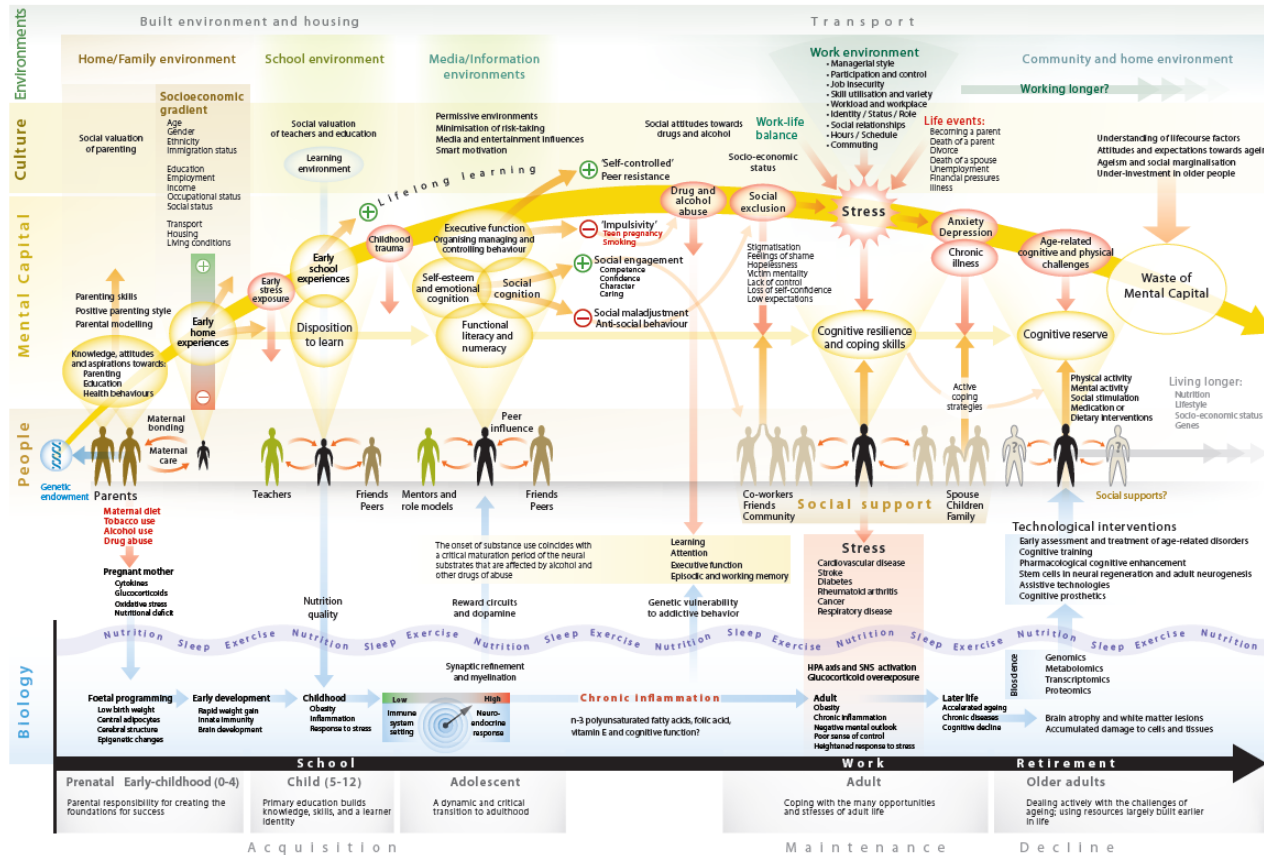 Built environment and housing
Transport
Environments
Home/Family environment
School environment
Media/Information
environments
Work environment
• Managerial style
• Participation and control
• Job insecurity
• Skill utilisation and variety
• Workload and workplace
• Identity / Status / Role
• Social relationships
• Hours / Schedule
• Commuting
Community and home environment
Working longer?
Culture
Social valuation
of parenting
Socioeconomic
gradient
Age
Gender
Ethnicity
Immigration status
Education
Employment
Income
Occupational status
Social status
Transport
Housing
Living conditions
Social valuation
of teachers and education
Learning
environment
Permissive environments
Minimisation of risk-taking
Media and entertainment influences
Smart motivation
Social attitudes towards
drugs and alcohol
Work-life
balance
Socio-economic
status
Life events:
Becoming a parent
Death of a parent
Divorce
Death of a spouse
Unemployment
Financial pressures
Illness
Understanding of lifecourse factors
Attitudes and expectations towards agein
Ageism and social marginalisation
Under-investment in older people
Mental Capital
Lifelong learning
+
+
'Self-controlled'
Peer resistance
Drug and
alcohol
abuse
Social
exclusion
Stress
Anxiety
Depression
Chronic
illness
Age-related
cognitive and physical
challenges
Waste of
Mental Capital
Childhood
trauma
Executive function
Organising managing and
controlling behaviour
–
'Impulsivity'
Teen pregnancy
Smoking
Early
school
experiences
Self-esteem
and emotional
cognition
Social
cognition
+
Social engagement
Competence
Confidence
Character
Caring
Stigmatisation
Feelings of shame
Hopelessness
Victim mentality
Lack of control
Loss of self-confidence
Low expectations
+
Early
stress
exposure
Parenting skills
Positive parenting style
Parental modelling
Early
home
experiences
Disposition
to learn
Functional
literacy and
numeracy
–
Social maladjustment
Anti-social behaviour
Cognitive resilience
and coping skills
Cognitive reserve
Knowledge, attitudes
and aspirations towards:
Parenting
Education
Health behaviours
–
Active
coping
strategies
Physical activity
Mental activity
Social stimulation
Medication or
Dietary interventions
Living longer:
Nutrition
Lifestyle
Socio-economic status
Genes
People
Maternal
bonding
Maternal
care
Peer
influence
?
?
Genetic
endowment
Parents
Teachers
Friends
Peers
Mentors and
role models
Friends
Peers
Co-workers
Friends
Community
Social support
Spouse
Children
Family
Social supports?
Maternal diet
Tobacco use
Alcohol use
Drug abuse
Pregnant mother
Cytokines
Glucocorticoids
Oxidative stress
Nutritional deficit
The onset of substance use coincides with
a critical maturation period of the neural
substrates that are affected by alcohol and
other drugs of abuse
Learning
Attention
Executive function
Episodic and working memory
Stress
Cardiovascular disease
Stroke
Diabetes
Rheumatoid arthritis
Cancer
Respiratory disease
Technological interventions
Early assessment and treatment of age-related disorders
Cognitive training
Pharmacological cognitive enhancement
Stem cells in neural regeneration and adult neurogenesis
Assistive technologies
Cognitive prosthetics
Nutrition
quality
Reward circuits
and dopamine
Genetic vulnerability
to addictive behavior
Nutrition Sleep Exercise Nutrition Sleep Exercise Nutrition Sleep Exercise Nutrition Sleep Exercise Nutrition Sleep Exercise Nutrition Sleep Exercise Nutrition
Biology
Synaptic refinement
and myelination
HPA axis and SNS activation
Glucocorticoid overexposure
Bioscience
Genomics
Metabolomics
Transcriptomics
Proteomics
Foetal programming
Low birth weight
Central adipocytes
Cerebral structure
Epigenetic changes
Early development
Rapid weight gain
Innate immunity
Brain development
Childhood
Obesity
Inflammation
Response to stress
Low
High
Immune
system
setting
Neuro-
endocrine
response
Chronic inflammation
n-3 polyunsaturated fatty acids, folic acid,
vitamin E and cognitive function?
Adult
Obesity
Chronic inflammation
Negative mental outlook
Poor sense of control
Heightened response to stress
Later life
Accelerated ageing
Chronic diseases
Cognitive decline
Brain atrophy and white matter lesions
Accumulated damage to cells and tissues
School
Work
Retirement
Prenatal Early-childhood (0-4)
Parental responsibility for creating the
foundations for success
Child (5-12)
Primary education builds
knowledge, skills, and a learner
identity
Adolescent
A dynamic and critical
transition to adulthood
Adult
Coping with the many opportunities
and stresses of adult life
Older adults
Dealing actively with the challenges of
ageing; using resources largely built earlier
in life
Acquisition
Maintenance
Decline